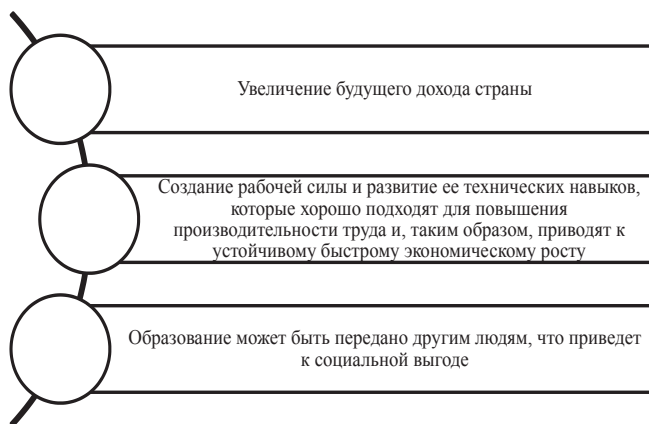 Увеличение будущего дохода страны
Создание рабочей силы и развитие ее технических навыков,
которые хорошо подходят для повышения
производительности труда и, таким образом, приводят к
устойчивому быстрому экономическому росту
Образование может быть передано другим людям, что приведет
к социальной выгоде